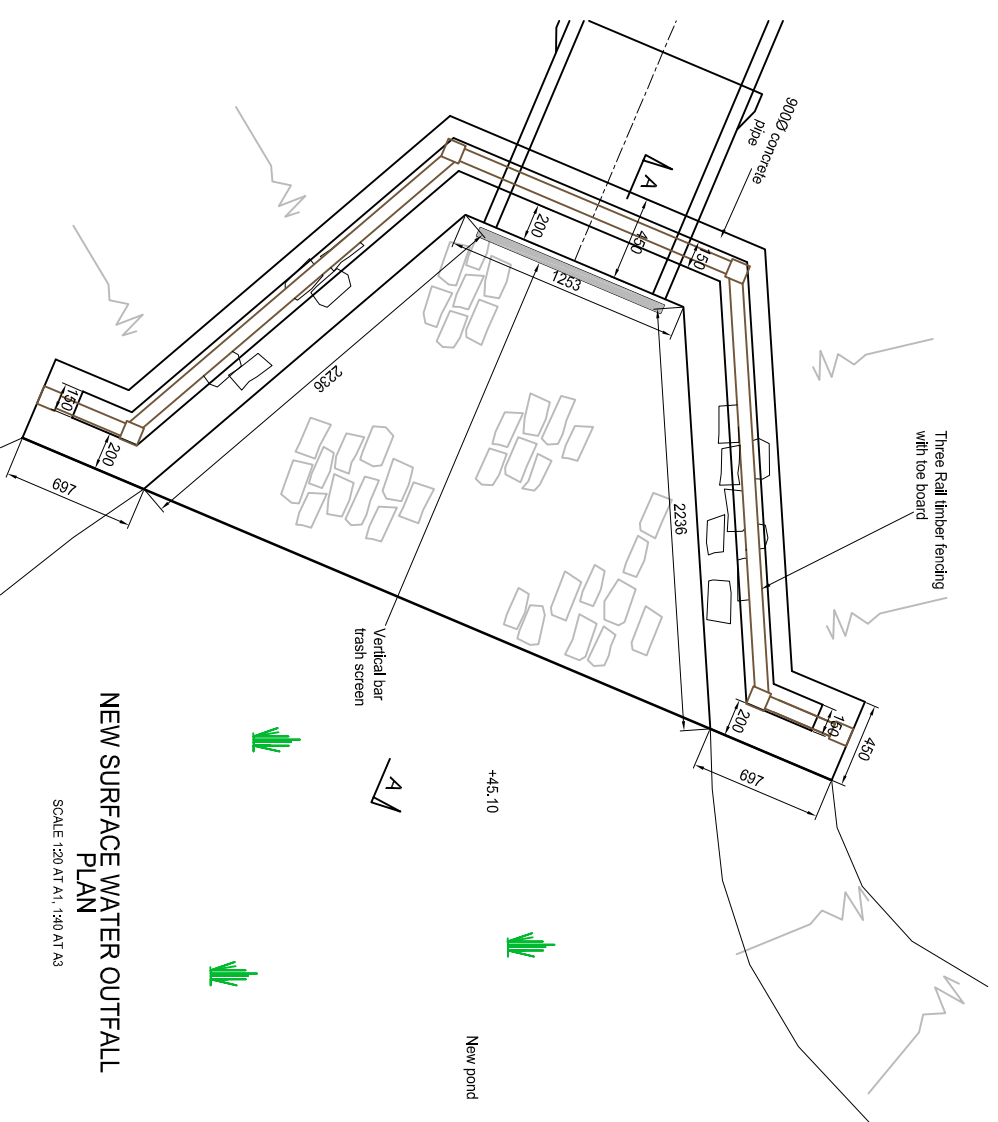 900Ø concrete
pipe
A
200
450
150
1253
2236
2236
150
200
697
Three Rail timber fencing
with toe board
Vertical bar
trash screen
200
150
450
697
A
+45.10
New pond
NEW SURFACE WATER OUTFALL
PLAN
SCALE 1:20 AT A1, 1:40 AT A3